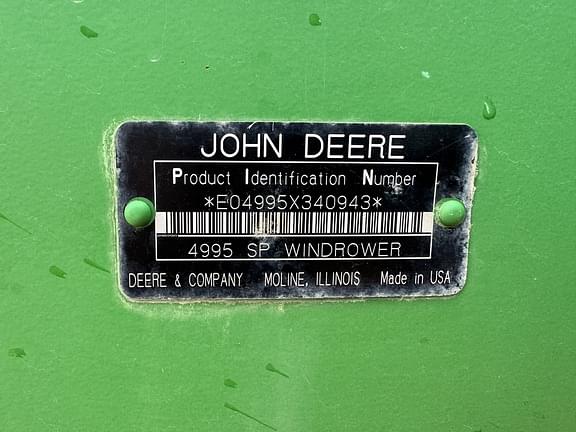 JOHN DEERE
Product Identification Number
*E04995X340943*
4995 SP WINDROWER
DEERE & COMPANY MOLINE, ILLINOIS Made in USA